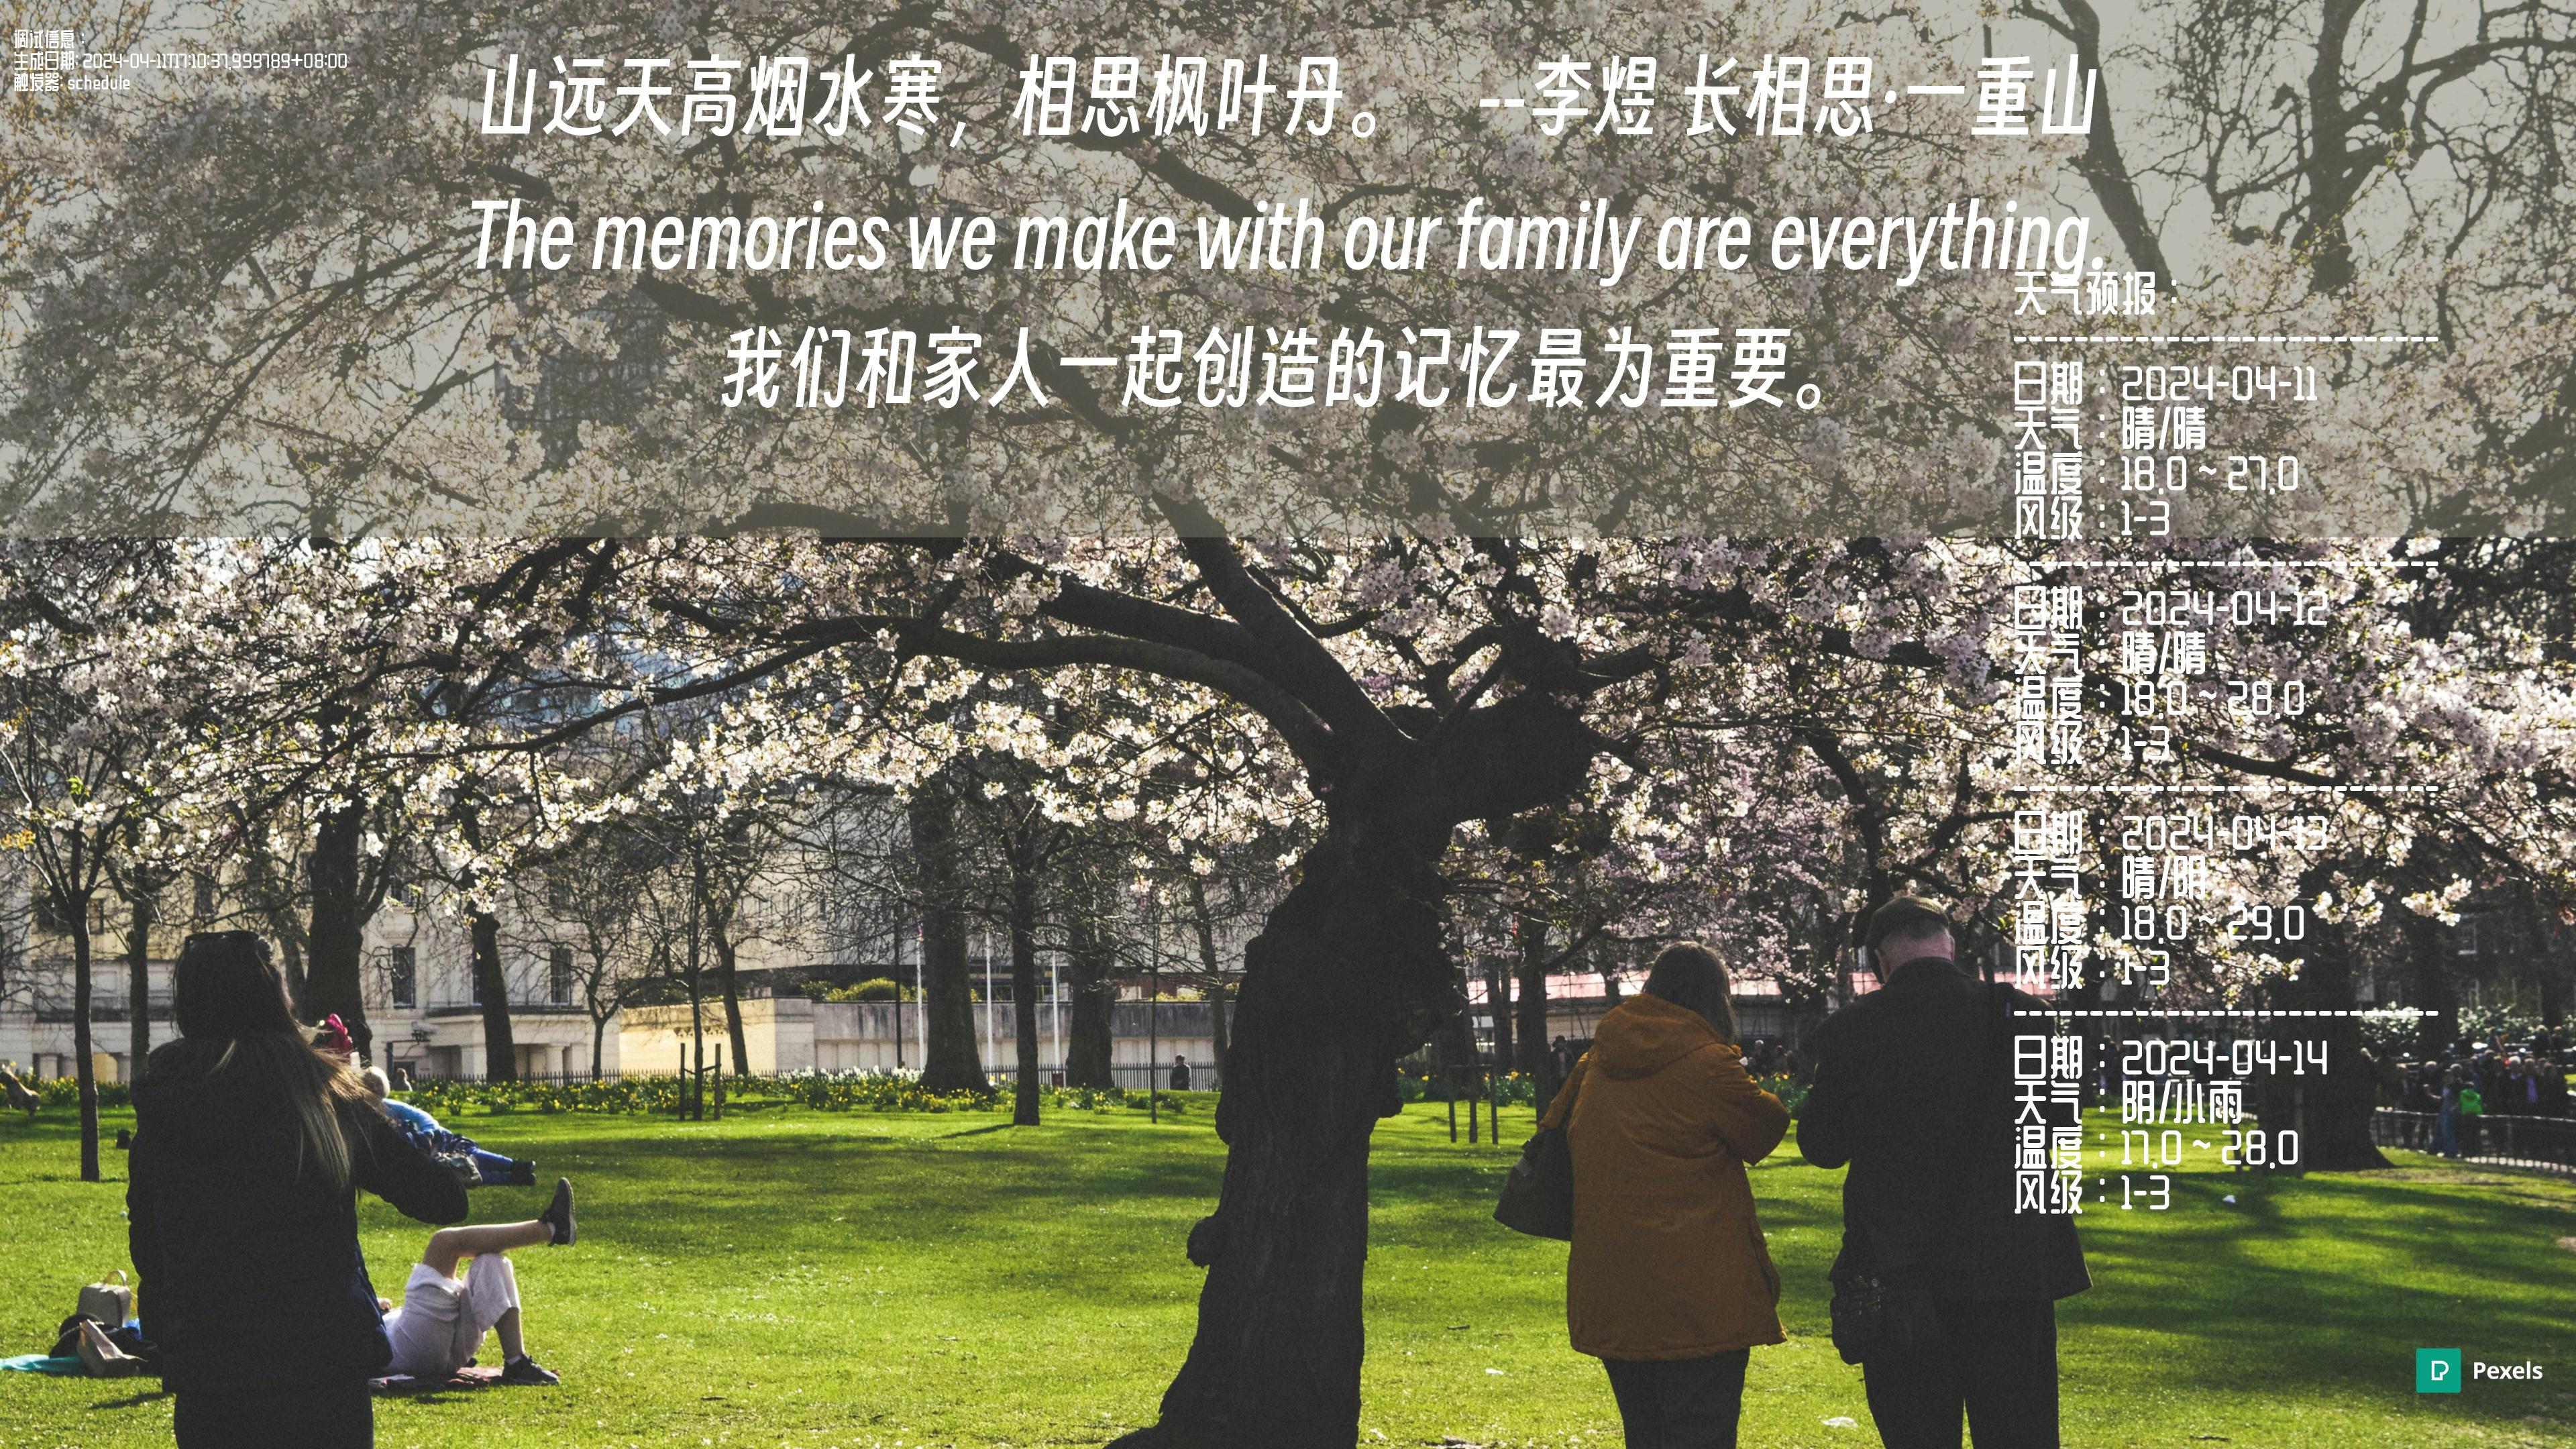 调试信息：
生成日期: 2024-04-11T17:10:37.999789+08:00
触发器: schedule
山远天高烟水寒，相思枫叶丹。 --李煜 长相思·一重山
The memories we make with our family are everything.
我们和家人一起创造的记忆最为重要。
天气预报：
------------------------------
日期：2024-04-11
天气：晴/晴
温度：18.0 ~ 27.0
风级：1-3
------------------------------
日期：2024-04-12
天气：晴/晴
温度：18.0 ~ 28.0
风级：1-3
------------------------------
日期：2024-04-13
天气：晴/阴
温度：18.0 ~ 29.0
风级：1-3
------------------------------
日期：2024-04-14
天气：阴/小雨
温度：17.0 ~ 28.0
风级：1-3
Pexels